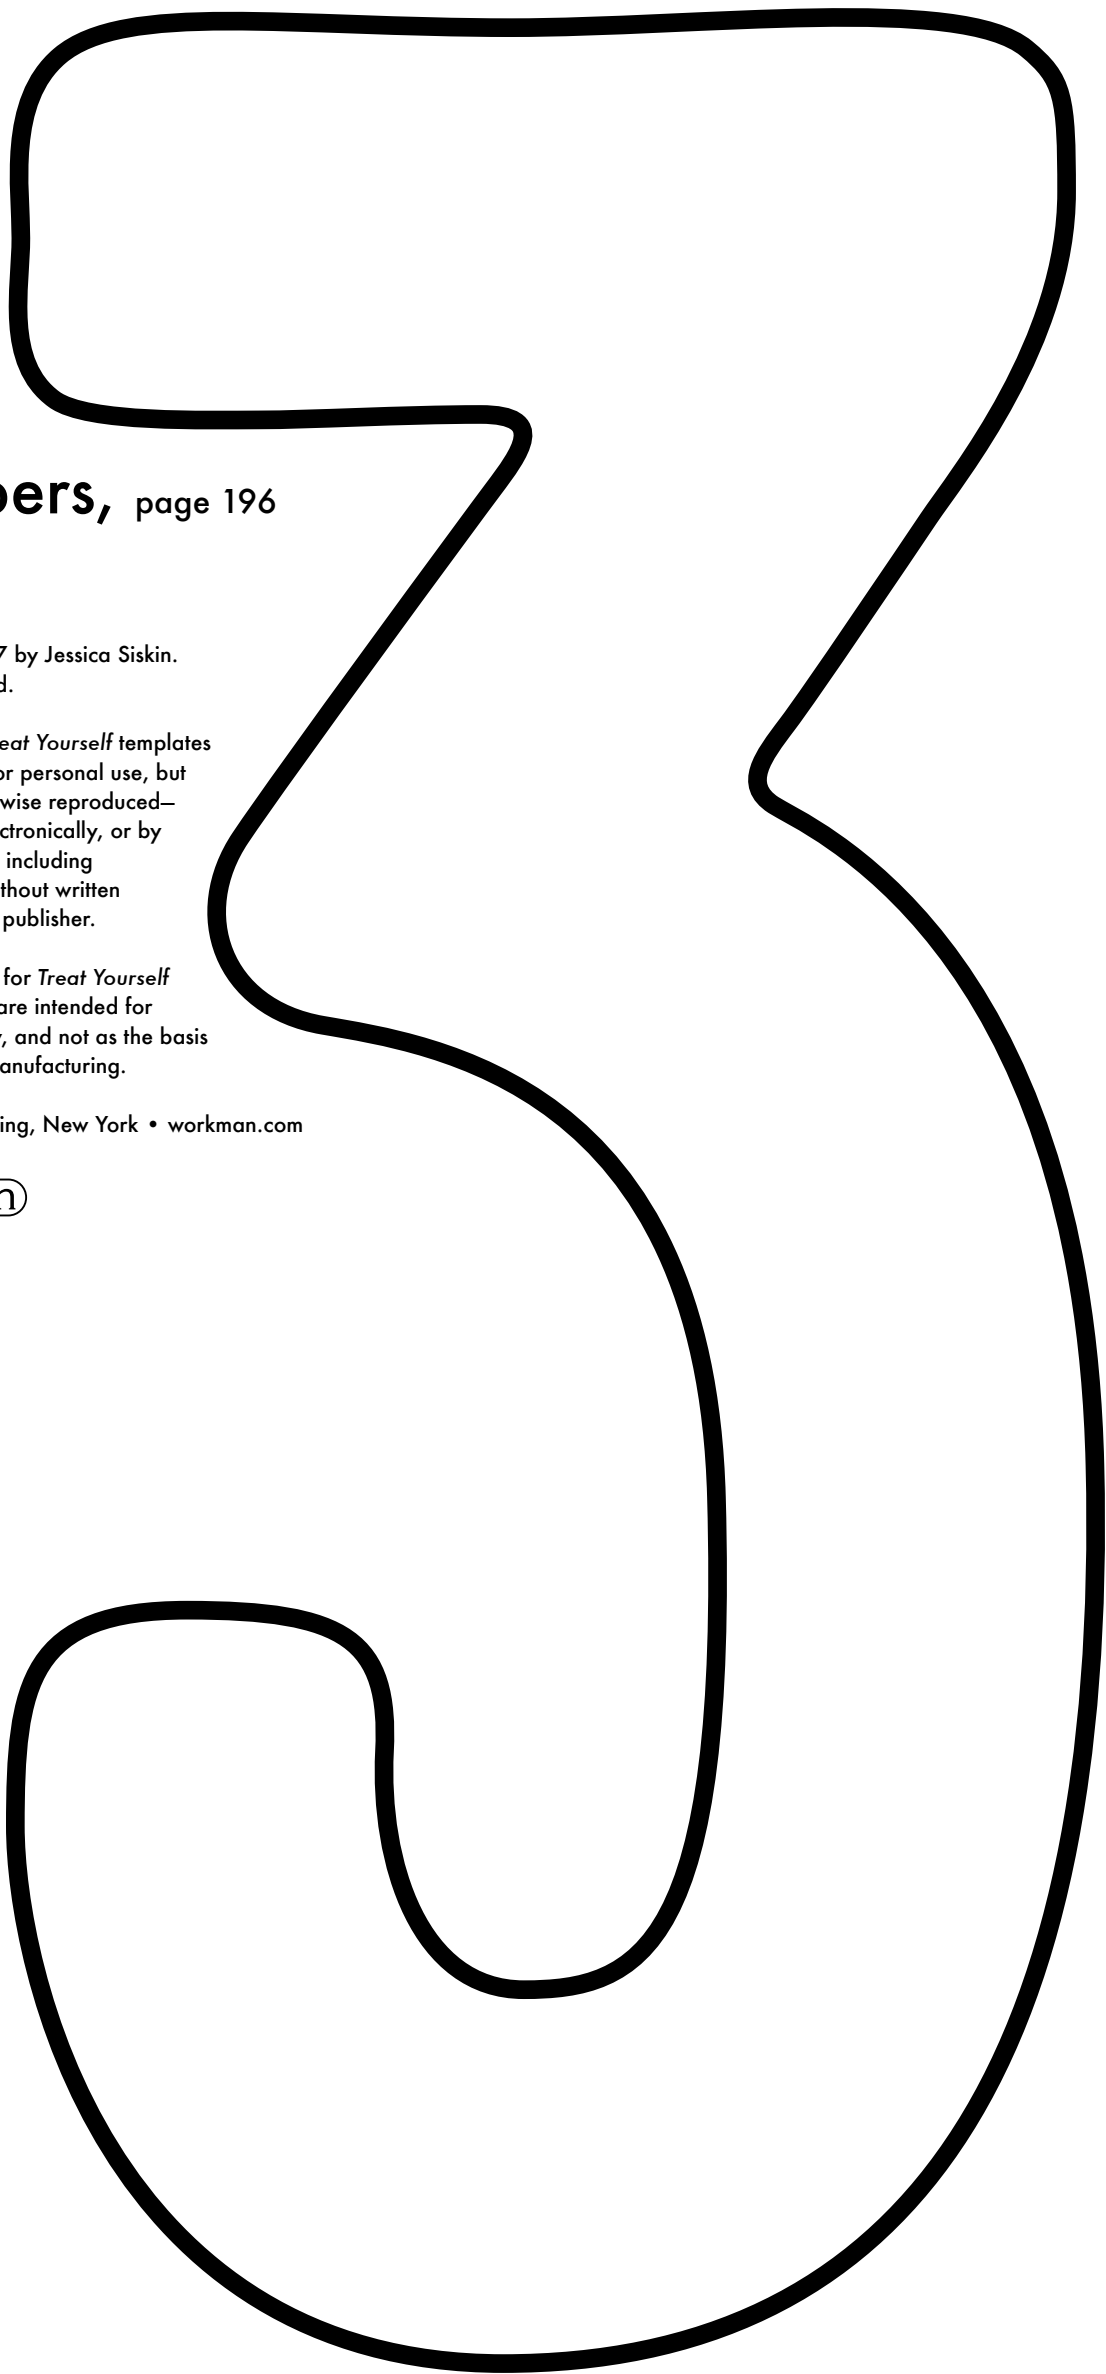 bers, page 196
7 by Jessica Siskin.
d.
eat Yourself templates
or personal use, but
wise reproduced—
ctronically, or by
including
thout written
publisher.
for Treat Yourself
are intended for
, and not as the basis
anufacturing.
ing, New York • workman.com
n
3